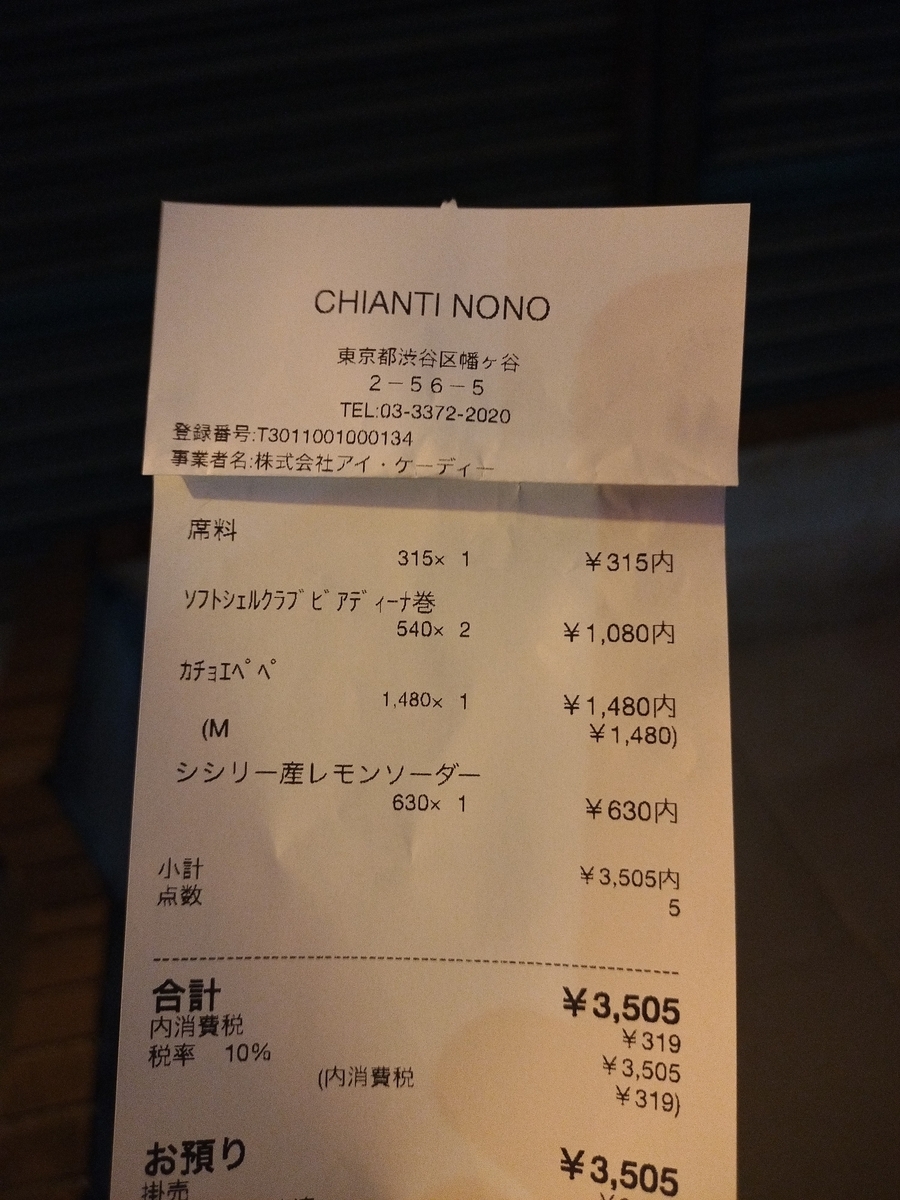 CHIANTI NONO
東京都渋谷区幡ヶ谷
２－５６－５
TEL:03-3372-2020
登録番号:T3011001000134
事業者名:株式会社アイ・ケーディー
席料
315× 1 ￥315内
ｿﾌﾄｼｪﾙｸﾗﾌﾞﾋﾟｱﾃﾞｨｰﾅ巻
540× 2 ￥1,080内
ｶﾁｮｴﾍﾟﾍﾟ
1,480× 1 ￥1,480内
(M ￥1,480)
シシリー産レモンソーダー
630× 1 ￥630内
小計 ￥3,505内
点数 5
合計 ￥3,505
内消費税 ￥319
税率 10% ￥3,505
(内消費税 ￥319)
お預り ￥3,505
掛売